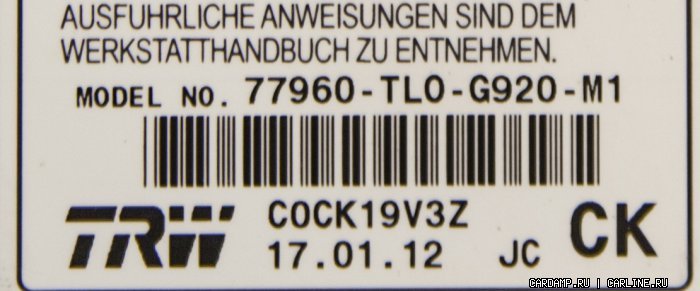 AUSFUHRLICHE ANWEISUNGEN SIND DEM
WERKSTATTHANDBUCH ZU ENTNEHMEN.
MODEL NO. 77960-TL0-G920-M1
TRW C0CK19V3Z CK
17.01.12 JC
CARDAMP.RU | CARLINE.RU